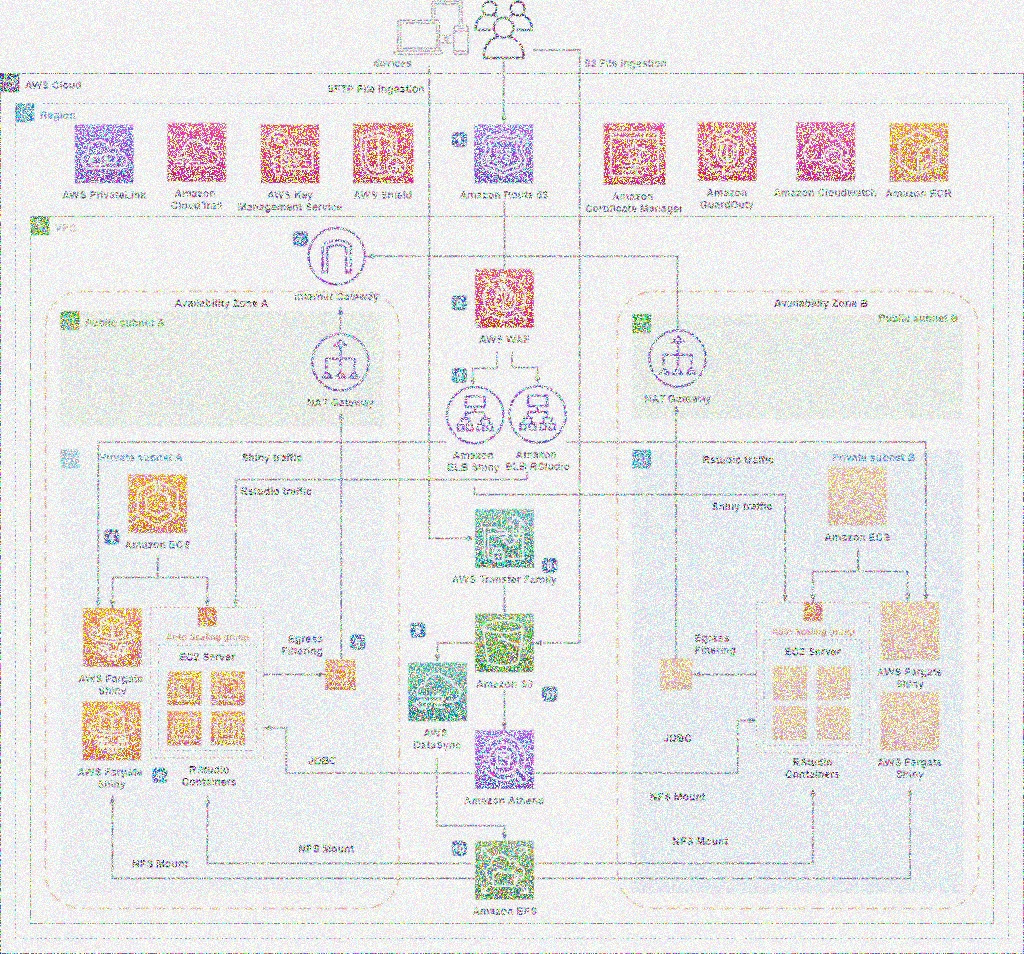 devices
S3 File Ingestion
AWS Cloud
SFTP File Ingestion
Region
AWS PrivateLink
Amazon
CloudTrail
AWS Key
Management Service
AWS Shield
Amazon Route 53
Amazon
Certificate Manager
Amazon
GuardDuty
Amazon Cloudwatch
Amazon ECR
VPC
Internet Gateway
Availability Zone A
Availability Zone B
Public subnet A
Public subnet B
AWS WAF
NAT Gateway
NAT Gateway
Amazon
ELB Shiny
Amazon
ELB RStudio
Private subnet A
Shiny traffic
Rstudio traffic
Private subnet B
Rstudio traffic
Shiny traffic
Amazon ECS
Amazon ECS
AWS Transfer Family
Auto Scaling group
EC2 Server
Egress
Filtering
Egress
Filtering
Auto Scaling group
EC2 Server
AWS Fargate
Shiny
Amazon S3
AWS Fargate
Shiny
AWS
DataSync
JDBC
JDBC
AWS Fargate
Shiny
RStudio
Containers
RStudio
Containers
AWS Fargate
Shiny
Amazon Athena
NFS Mount
NFS Mount
NFS Mount
NFS Mount
Amazon EFS